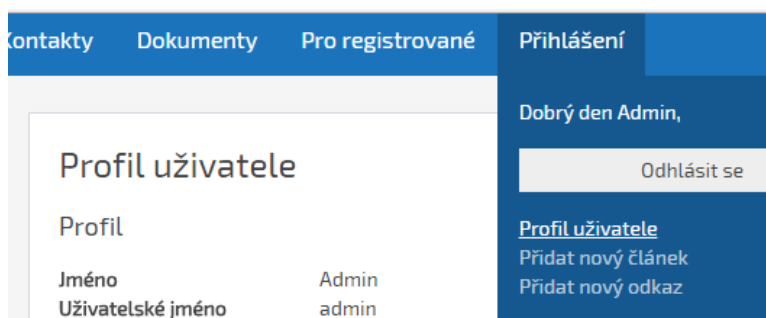 Kontakty Dokumenty Pro registrované Přihlášení
Dobrý den Admin,
Odhlásit se
Profil uživatele
Přidat nový článek
Přidat nový odkaz
Profil uživatele
Profil
Jméno Admin
Uživatelské jméno admin